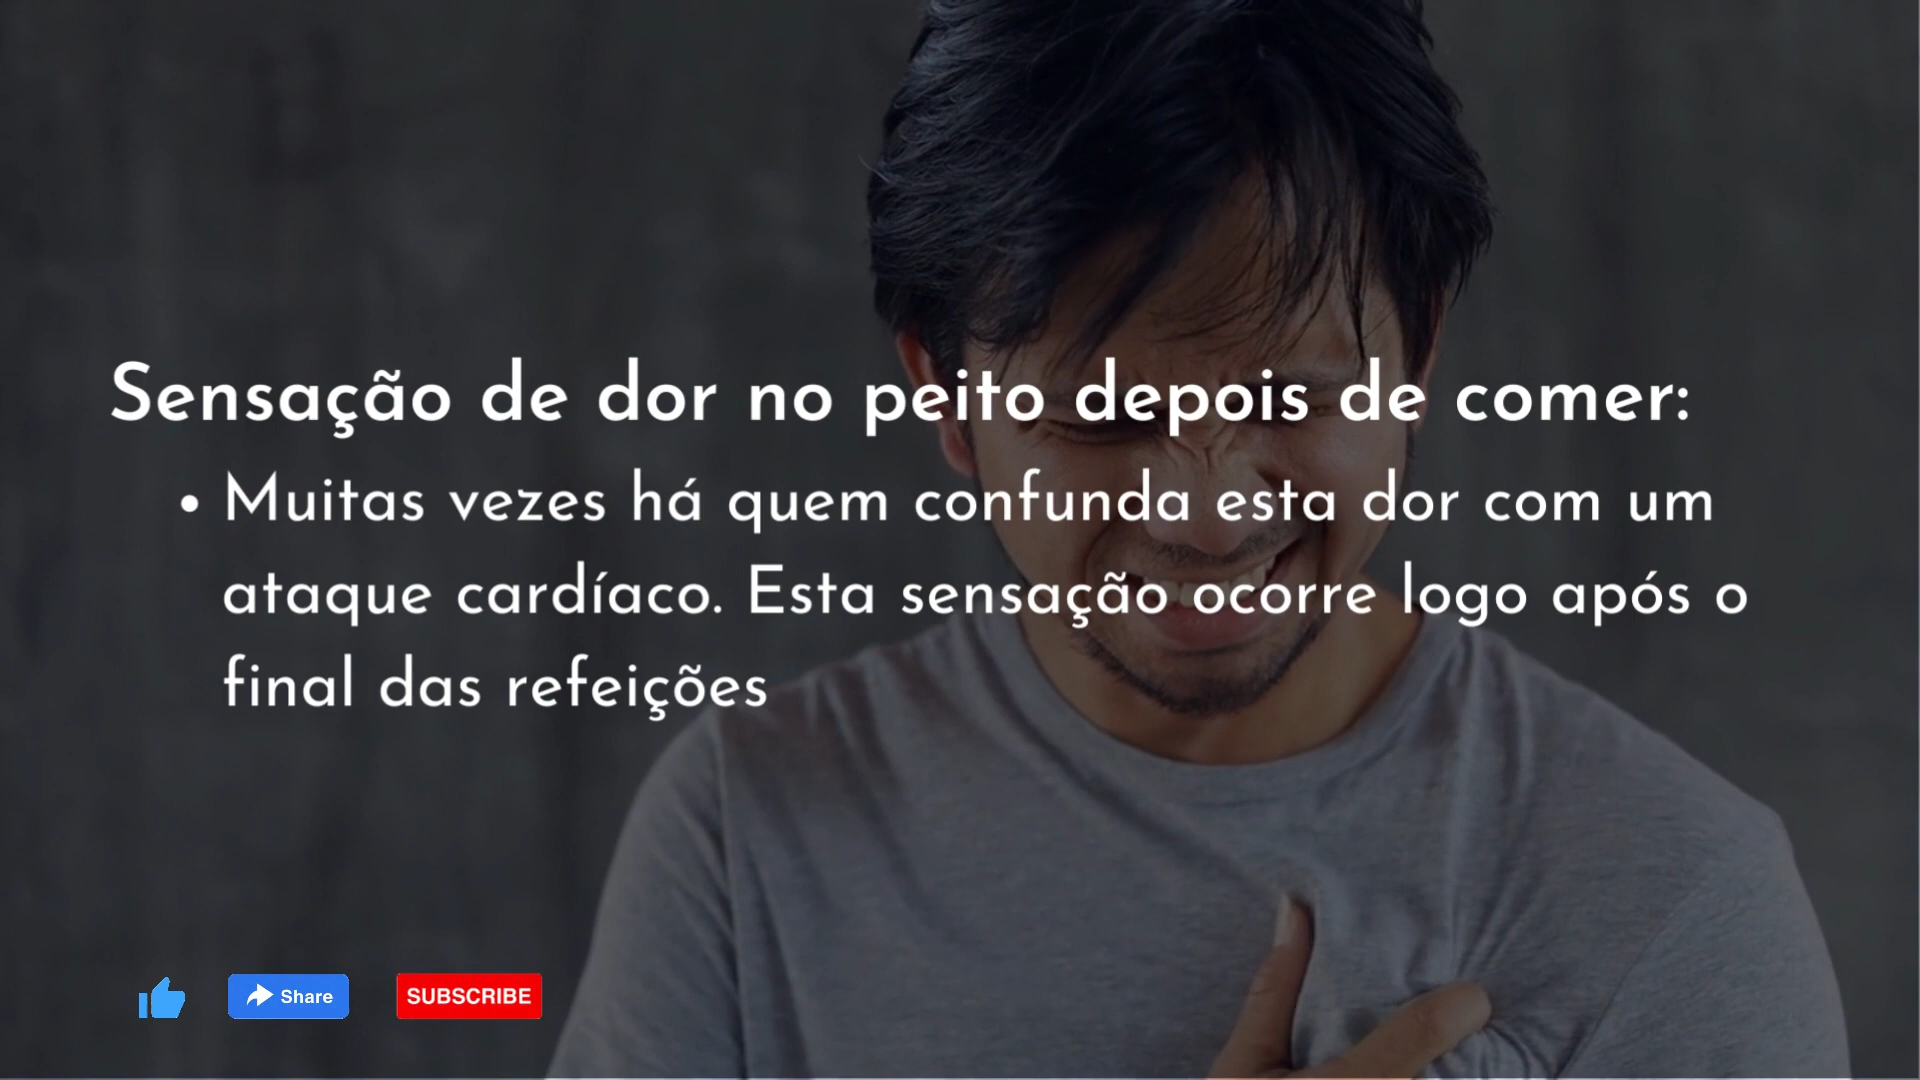 Sensação de dor no peito depois de comer:
• Muitas vezes há quem confunda esta dor com um
ataque cardíaco. Esta sensação ocorre logo após o
final das refeições
Share
SUBSCRIBE